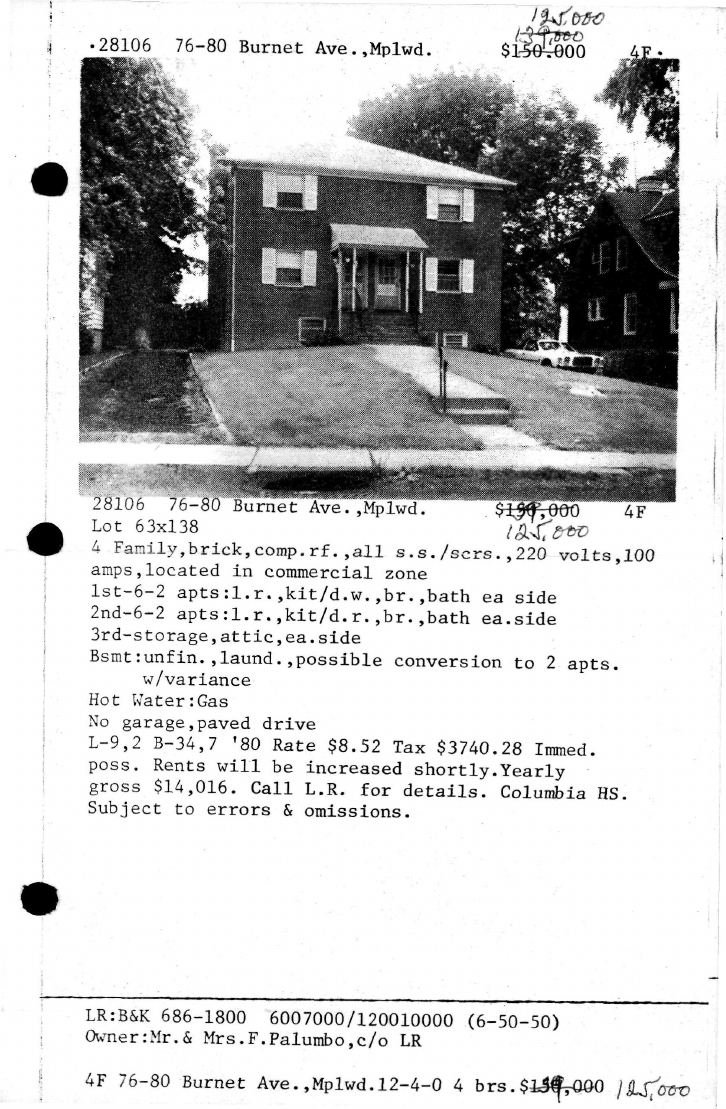 125,000
139,000
·28106 76-80 Burnet Ave.,Mplwd. $150.000 4F·
28106 76-80 Burnet Ave.,Mplwd. $139,000 4F
125,000
Lot 63x138
4 Family,brick,comp.rf.,all s.s./scrs.,220 volts,100
amps,located in commercial zone
1st-6-2 apts:l.r.,kit/d.w.,br.,bath ea side
2nd-6-2 apts:l.r.,kit/d.r.,br.,bath ea.side
3rd-storage,attic,ea.side
Bsmt:unfin.,laund.,possible conversion to 2 apts.
w/variance
Hot Water:Gas
No garage,paved drive
L-9,2 B-34,7 '80 Rate $8.52 Tax $3740.28 Immed.
poss. Rents will be increased shortly.Yearly
gross $14,016. Call L.R. for details. Columbia HS.
Subject to errors & omissions.
LR:B&K 686-1800 6007000/120010000 (6-50-50)
Owner:Mr.& Mrs.F.Palumbo,c/o LR
4F 76-80 Burnet Ave.,Mplwd.12-4-0 4 brs.$139,000 125,000